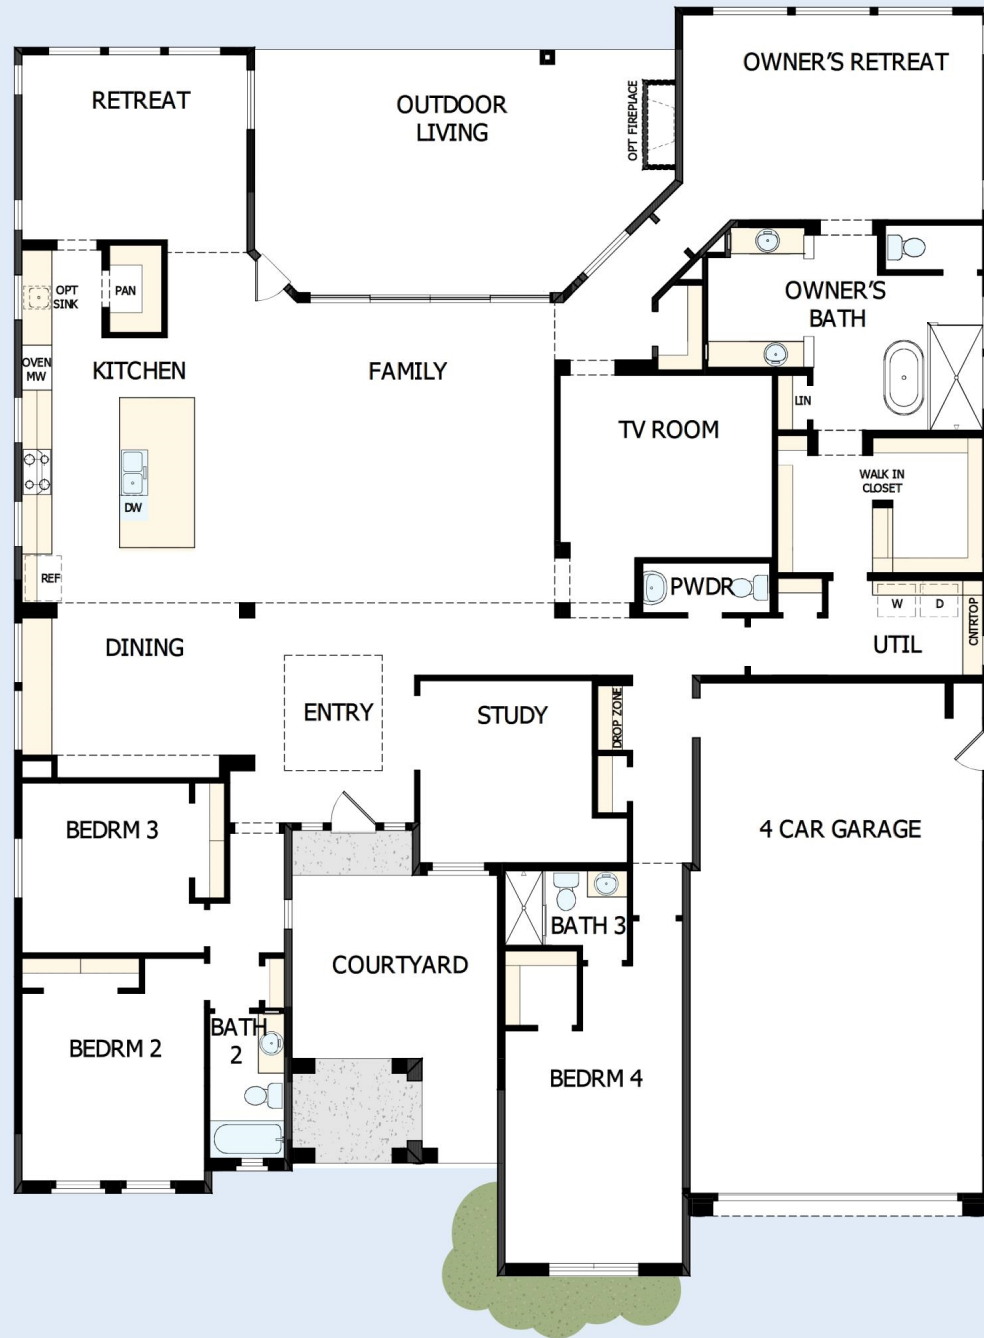 OWNER'S RETREAT
RETREAT
OUTDOOR
LIVING
OPT FIREPLACE
OPT
SINK
PAN
OWNER'S
BATH
OVEN
MW
KITCHEN
FAMILY
TV ROOM
LIN
WALK IN
CLOSET
DW
REF
PWDR
W
D
CNTRTOP
DINING
UTIL
ENTRY
STUDY
DROP ZONE
BEDRM 3
4 CAR GARAGE
BATH 3
COURTYARD
BATH
2
BEDRM 2
BEDRM 4